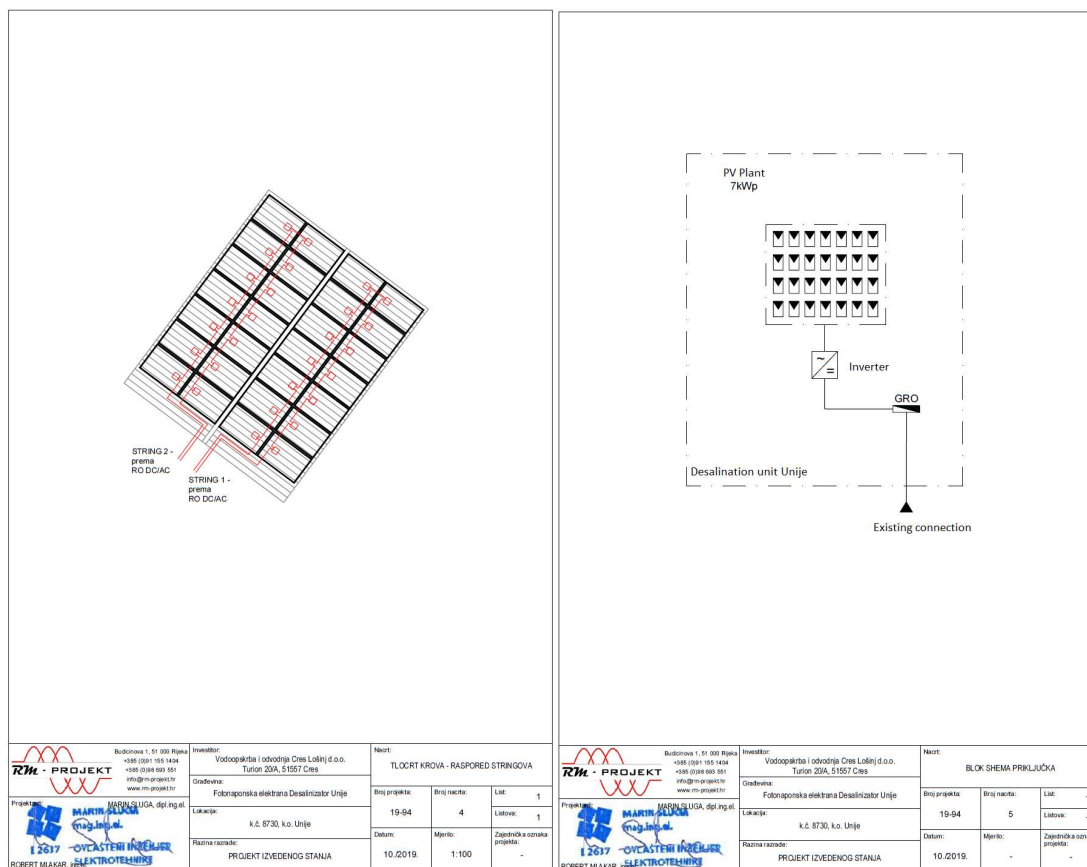 STRING 2 -
prema
RO DC/AC
STRING 1 -
prema
RO DC/AC
RM - PROJEKT
Budicinova 1, 51 000 Rijeka
+385 (0)91 155 1404
+385 (0)98 693 551
info@rm-projekt.hr
www.rm-projekt.hr
Projektant:
MARIN SLUGA, dipl.ing.el.
MARIN SLUGA
mag.ing.el.
E 2637 OVLAŠTENI INŽENJER
ELEKTROTEHNIKE
ROBERT MLAKAR,
Investitor:
Vodoopskrba i odvodnja Cres Lošinj d.o.o.
Turion 20/A, 51557 Cres
Građevina:
Fotonaponska elektrana Desalinizator Unije
Lokacija:
k.č. 8730, k.o. Unije
Razina razrade:
PROJEKT IZVEDENOG STANJA
Nacrt:
TLOCRT KROVA - RASPORED STRINGOVA
Broj projekta:
19-94
Broj nacrta:
4
List: 1
Listova: 1
Datum:
10./2019.
Mjerilo:
1:100
Zajednička oznaka
projekta:
-
PV Plant
7kWp
Inverter
GRO
Desalination unit Unije
Existing connection
RM - PROJEKT
Budicinova 1, 51 000 Rijeka
+385 (0)91 155 1404
+385 (0)98 693 551
info@rm-projekt.hr
www.rm-projekt.hr
Projektant:
MARIN SLUGA, dipl.ing.el.
MARIN SLUGA
mag.ing.el.
E 2637 OVLAŠTENI INŽENJER
ELEKTROTEHNIKE
ROBERT MLAKAR,
Investitor:
Vodoopskrba i odvodnja Cres Lošinj d.o.o.
Turion 20/A, 51557 Cres
Građevina:
Fotonaponska elektrana Desalinizator Unije
Lokacija:
k.č. 8730, k.o. Unije
Razina razrade:
PROJEKT IZVEDENOG STANJA
Nacrt:
BLOK SHEMA PRIKLJUČKA
Broj projekta:
19-94
Broj nacrta:
5
List:
Listova:
Datum:
10./2019.
Mjerilo:
-
Zajednička
projekta:
-